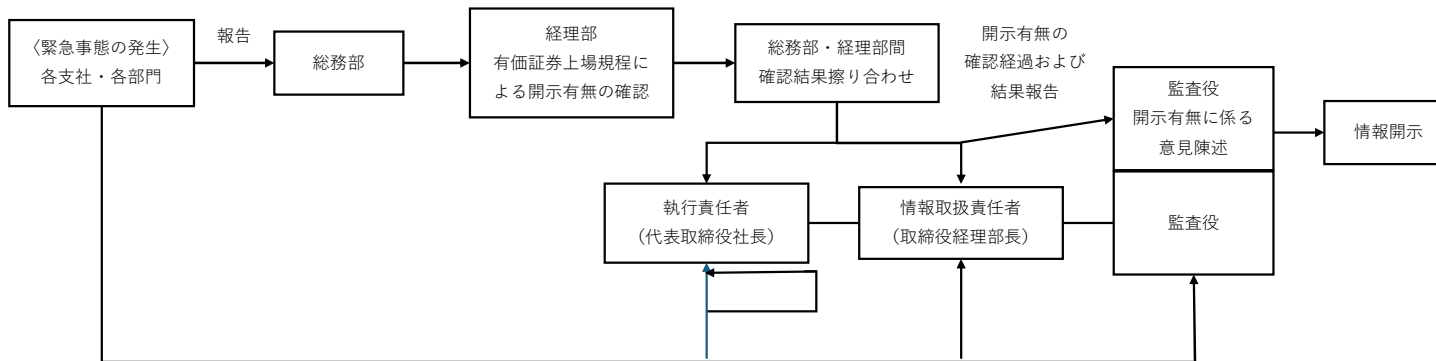 〈緊急事態の発生〉
各支社・各部門
報告
総務部
経理部
有価証券上場規程に
よる開示有無の確認
総務部・経理部間
確認結果擦り合わせ
開示有無の
確認経過および
結果報告
監査役
開示有無に係る
意見陳述
情報開示
執行責任者
（代表取締役社長）
情報取扱責任者
（取締役経理部長）
監査役